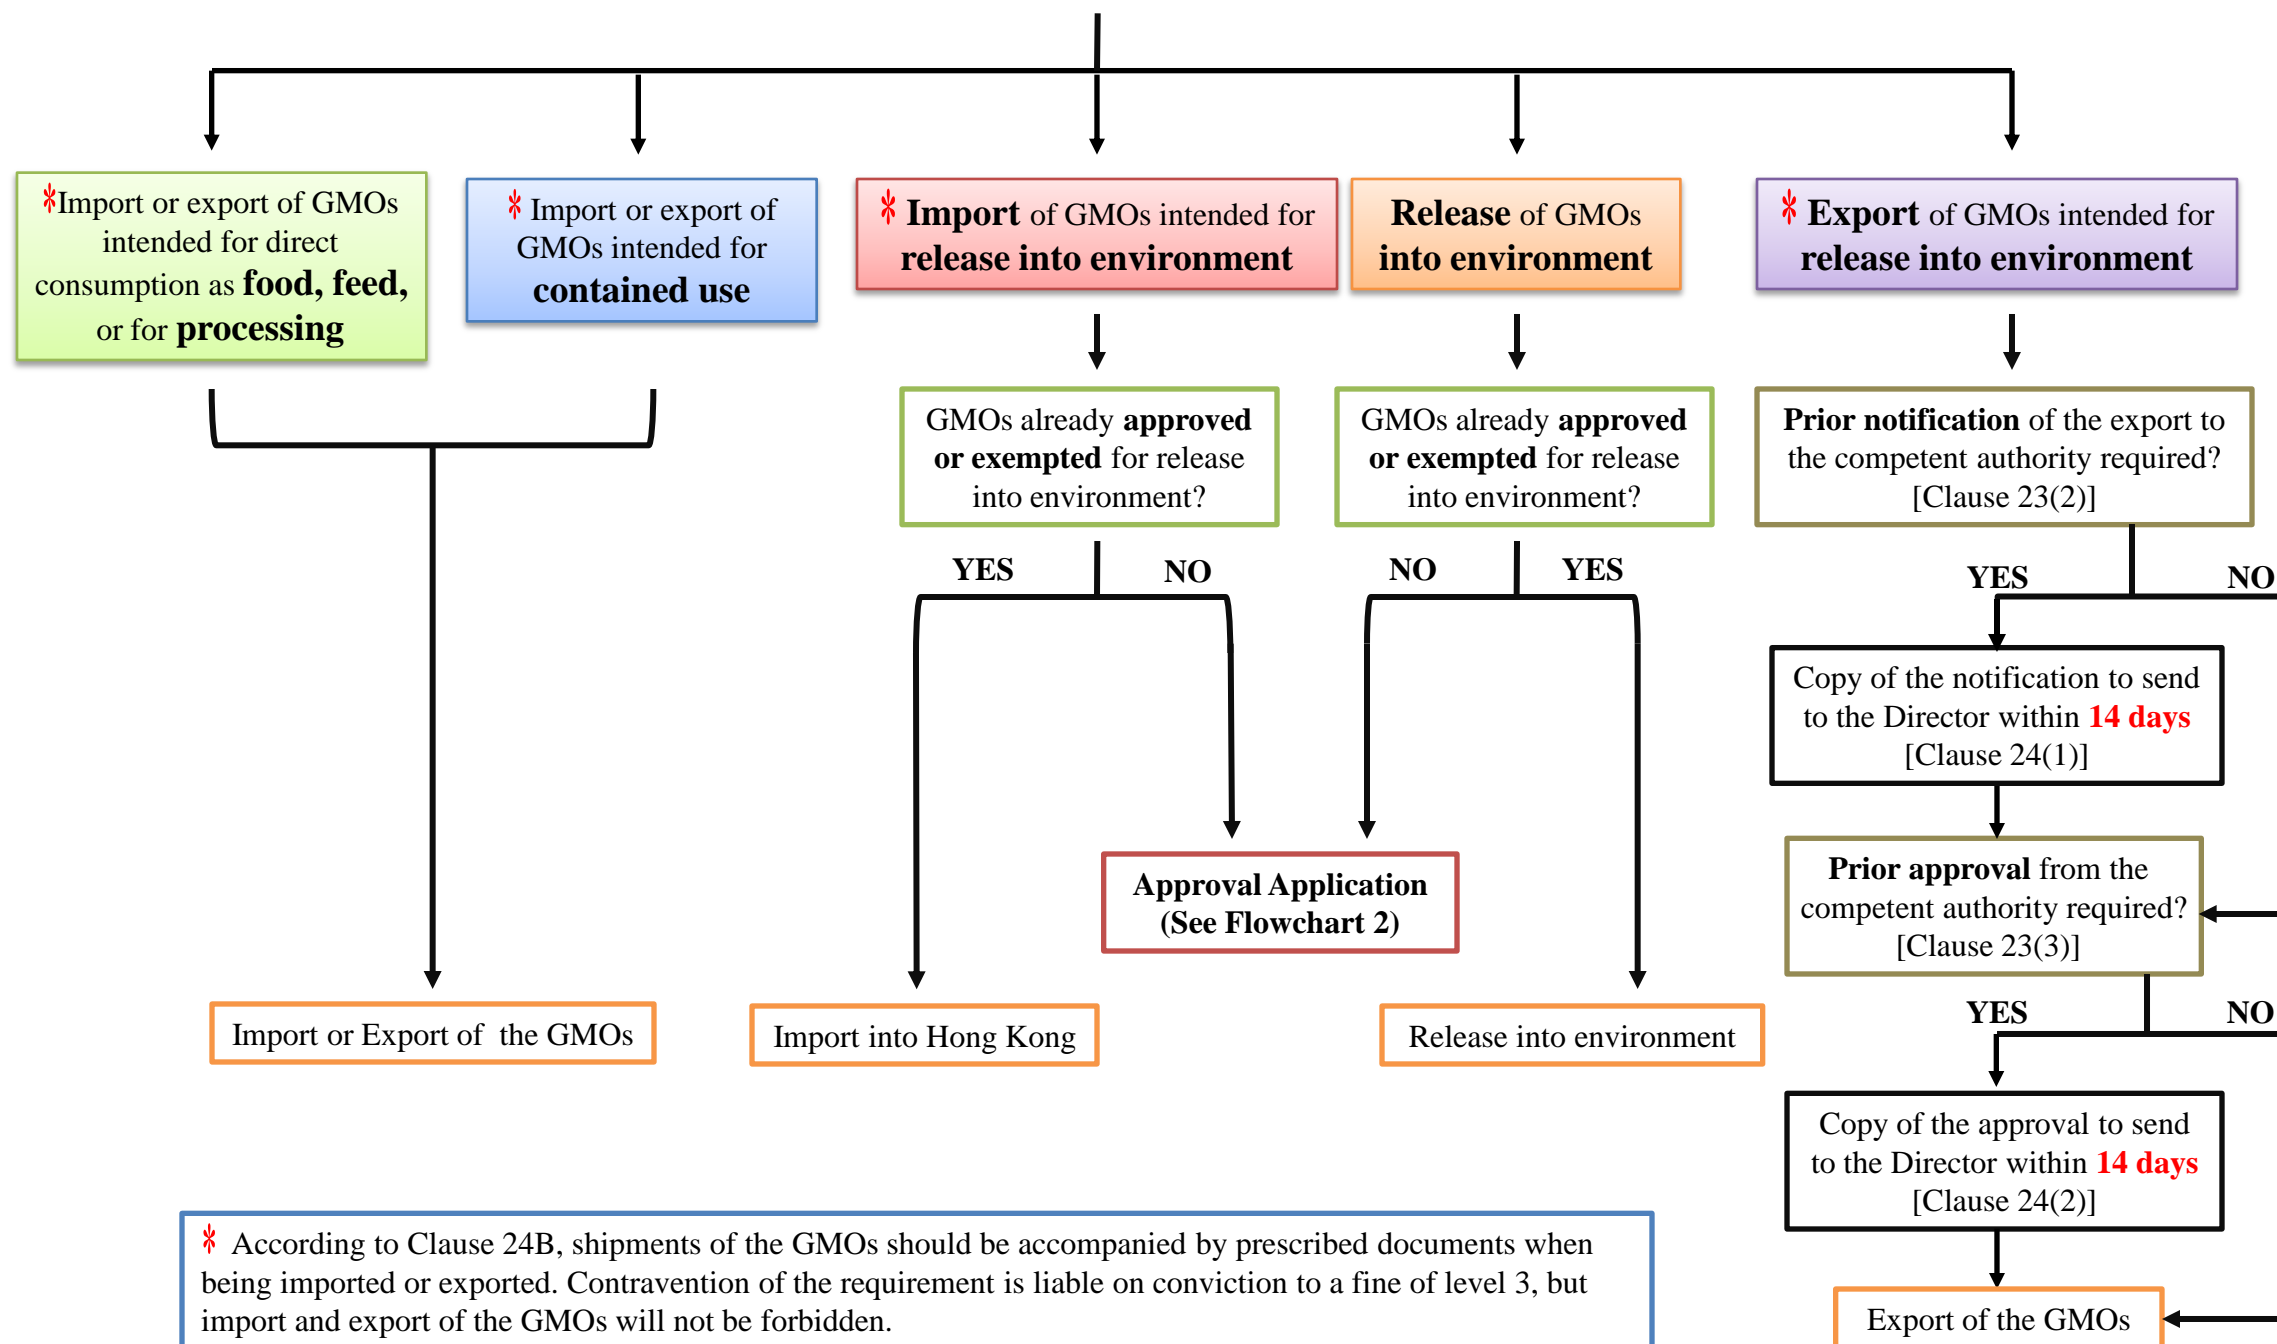 *Import or export of GMOs
intended for direct
consumption as food, feed,
or for processing
* Import or export of
GMOs intended for
contained use
* Import of GMOs intended for
release into environment
Release of GMOs
into environment
* Export of GMOs intended for
release into environment
GMOs already approved
or exempted for release
into environment?
GMOs already approved
or exempted for release
into environment?
Prior notification of the export to
the competent authority required?
[Clause 23(2)]
YES
NO
NO
YES
YES
NO
Copy of the notification to send
to the Director within 14 days
[Clause 24(1)]
Approval Application
(See Flowchart 2)
Prior approval from the
competent authority required?
[Clause 23(3)]
Import or Export of the GMOs
Import into Hong Kong
Release into environment
YES
NO
Copy of the approval to send
to the Director within 14 days
[Clause 24(2)]
* According to Clause 24B, shipments of the GMOs should be accompanied by prescribed documents when
being imported or exported. Contravention of the requirement is liable on conviction to a fine of level 3, but
import and export of the GMOs will not be forbidden.
Export of the GMOs